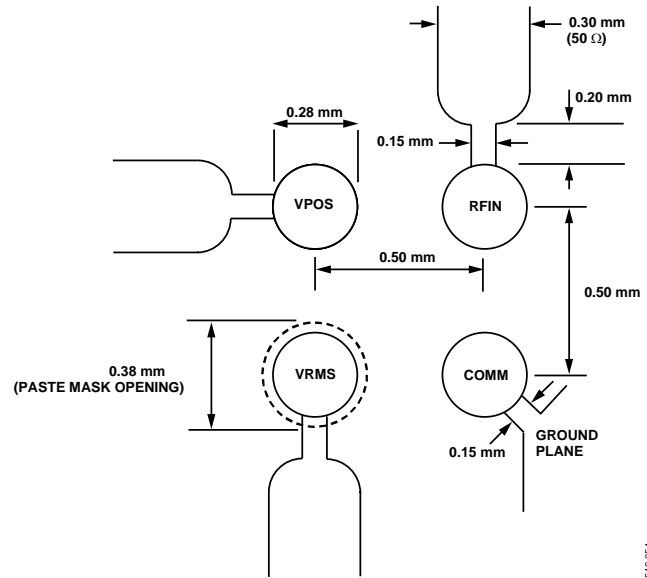 0.30 mm
(50 Ω)
0.28 mm
0.20 mm
0.15 mm
VPOS
RFIN
0.50 mm
0.50 mm
0.38 mm
(PASTE MASK OPENING)
VRMS
COMM
GROUND
PLANE
0.15 mm